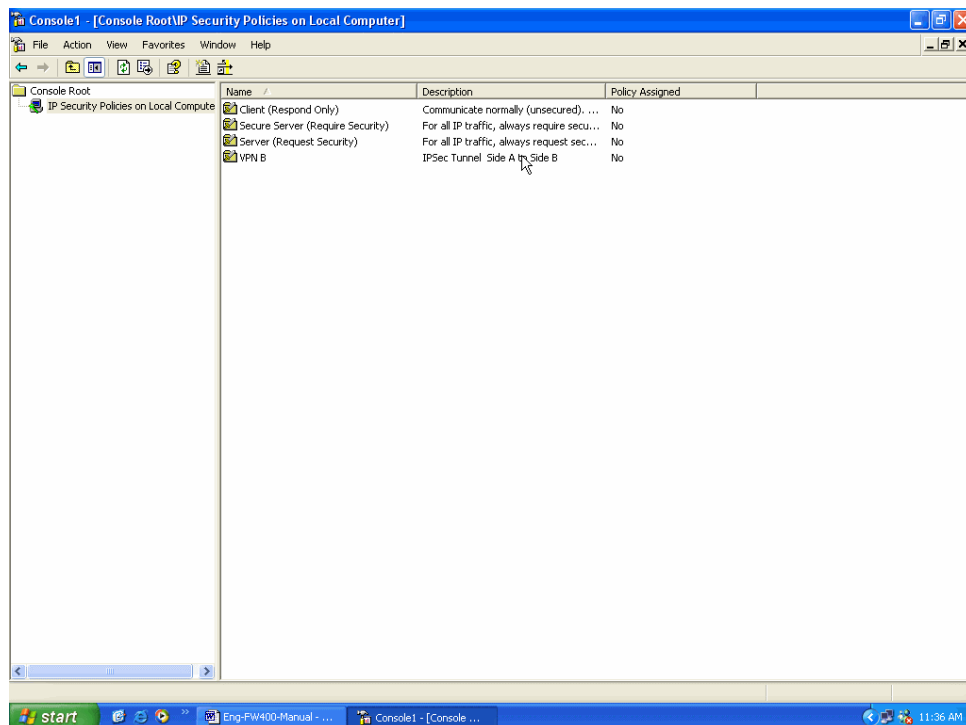 Console1 - [Console Root\IP Security Policies on Local Computer]
File Action View Favorites Window Help
Console Root
IP Security Policies on Local Compute
Name Description Policy Assigned
Client (Respond Only) Communicate normally (unsecured). ... No
Secure Server (Require Security) For all IP traffic, always require secu... No
Server (Request Security) For all IP traffic, always request sec... No
VPN B IPSec Tunnel Side A to Side B No
start Eng-FW400-Manual - ... Console1 - [Console ... 11:36 AM